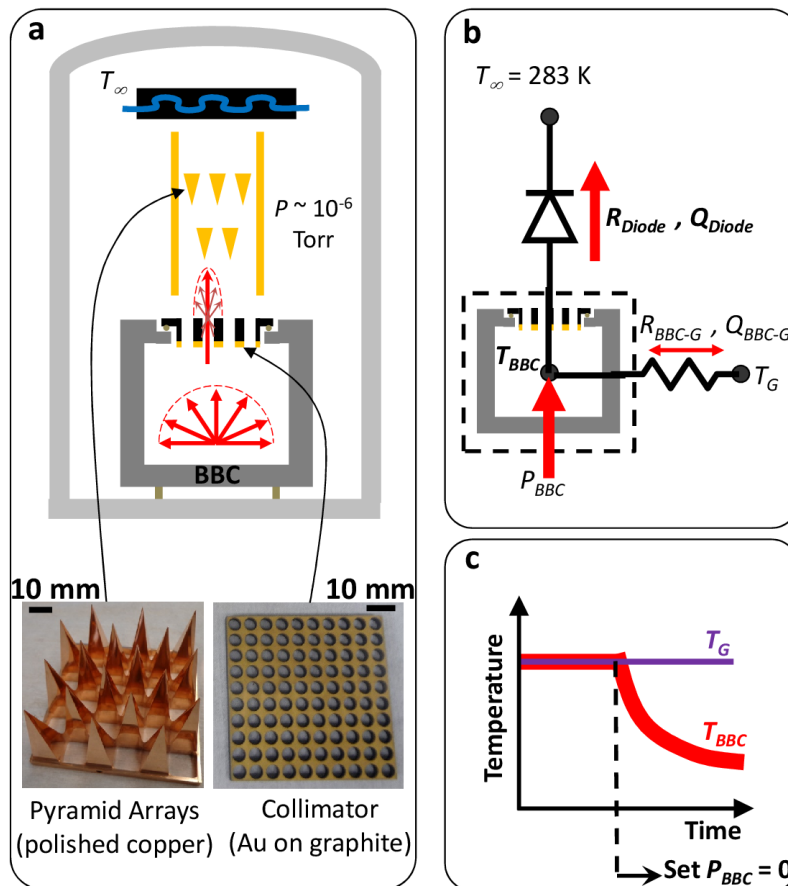 a
T∞
P ~ 10-6
Torr
BBC
10 mm
10 mm
Pyramid Arrays
(polished copper)
Collimator
(Au on graphite)
b
T∞ = 283 K
RDiode , QDiode
RBBC-G , QBBC-G
TBBC
TG
PBBC
c
TG
TBBC
Temperature
Time
Set PBBC = 0